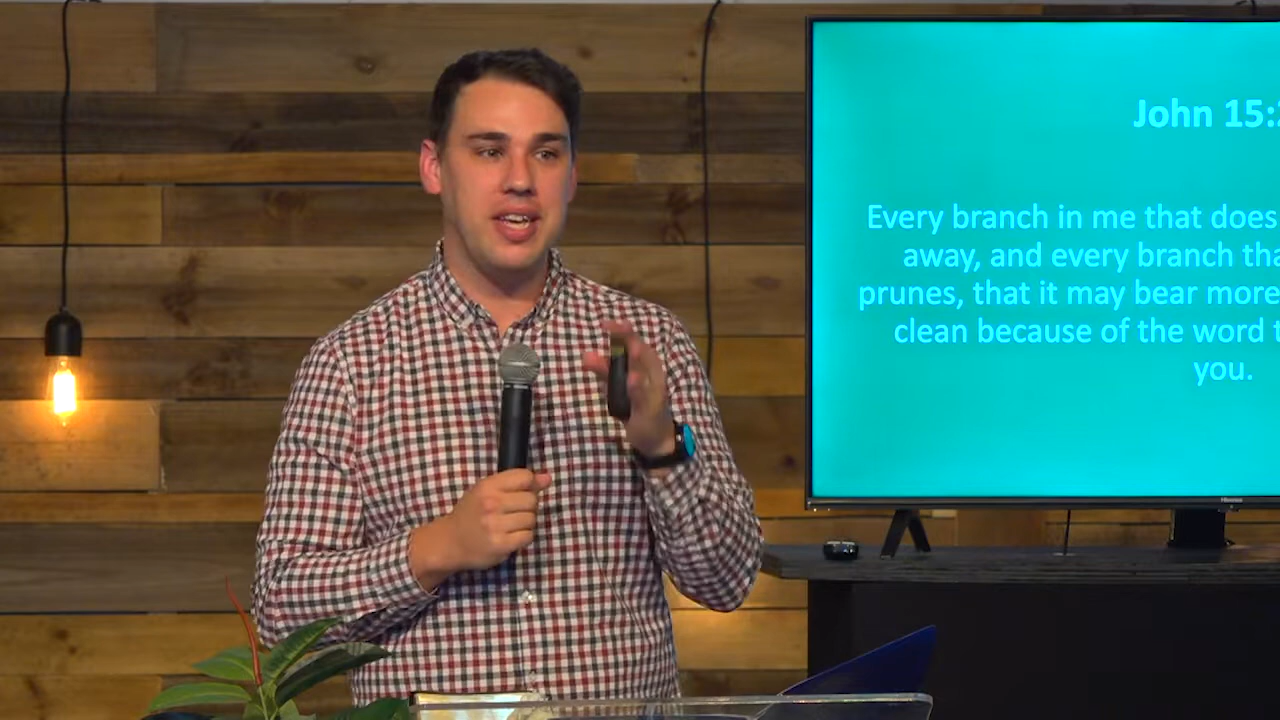 John 15:
Every branch in me that does
away, and every branch
prunes, that it may bear more
clean because of the word
you.
Hisense